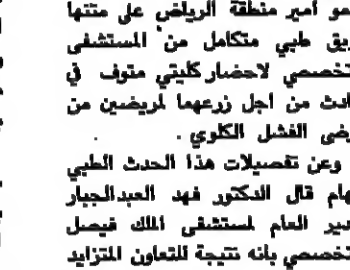 مو أمير منطقة الرياض على متنها
يق طبي متكامل من المستشفى
تخصصي لاحضار كليتي متوف في
ادث من اجل زرعهما لمريضين من
ضى الفشل الكلوي .
وعن تفصيلات هذا الحدث الطبي
هام قال الدكتور فهد العبدالجبار
دير العام لمستشفى الملك فيصل
تخصصي بانه نتيجة للتعاون المتزايد